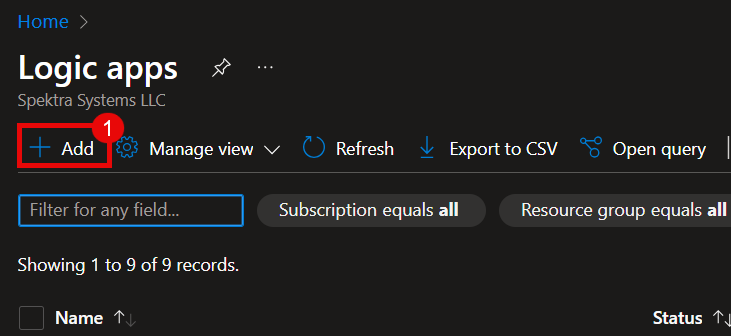 Home
Logic apps ...
Spektra Systems LLC
1
Add Manage view Refresh Export to CSV Open query
Filter for any field... Subscription equals all Resource group equals all
Showing 1 to 9 of 9 records.
Name Status